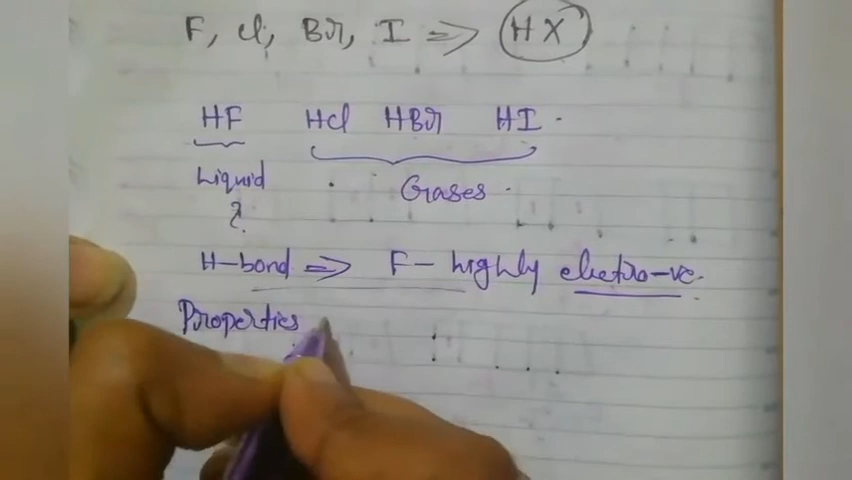 F, Cl, Br, I => HX
HF HCl HBr HI.
Liquid Gases.
?
H-bond => F - highly electro-ve.
Properties